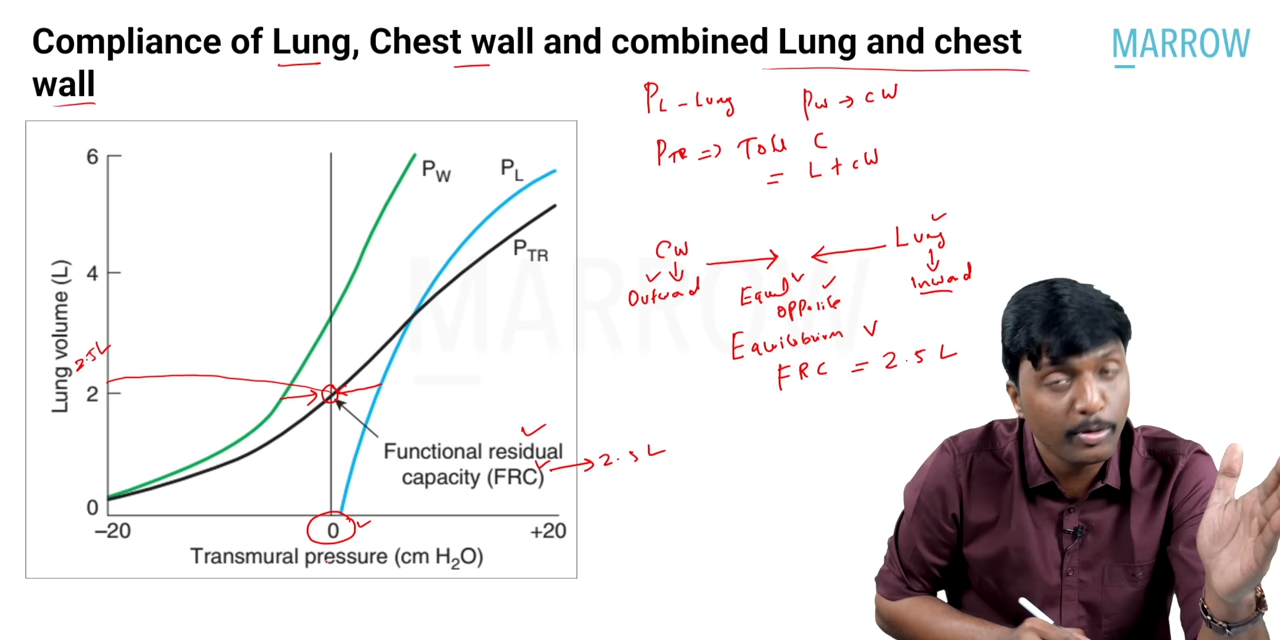 Compliance of Lung, Chest wall and combined Lung and chest
wall
MARROW
PL - Lung
PW → CW
PTR ⇒ Total C
= L + CW
6
PW
PL
PTR
4
Lung volume (L)
2.5L
2
Functional residual
capacity (FRC)
→ 2.5 L
0
–20
0
+20
Transmural pressure (cm H2O)
CW
Outward
Lung
Inward
Equal
opposite
Equilibrium
FRC = 2.5 L
MARROW